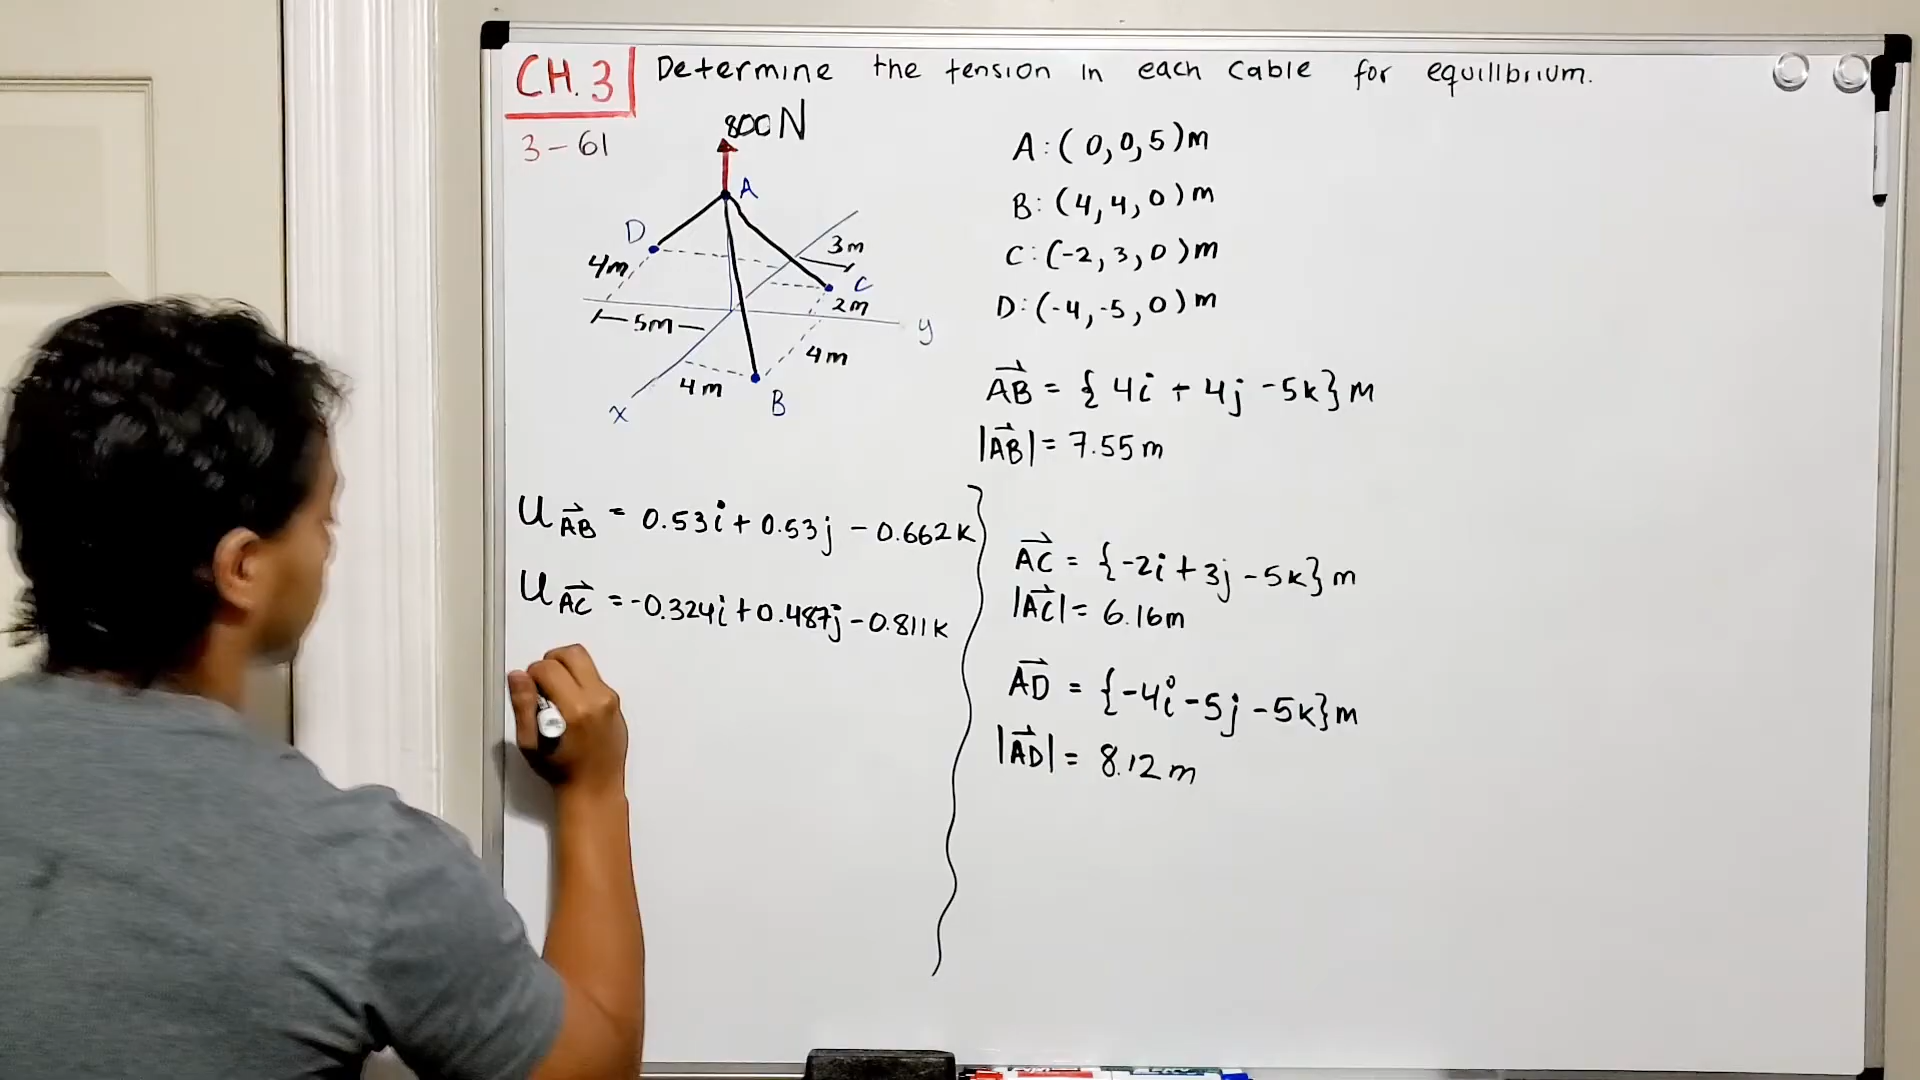 CH. 3
Determine the tension in each cable for equilibrium.
3-61
800N
A
D
3m
4m
C
2m
5m
y
4m
4m
B
x
A: (0,0,5)m
B: (4,4,0)m
C: (-2,3,0)m
D: (-4,-5,0)m
AB = {4i + 4j -5k}m
|AB| = 7.55m
U AB = 0.53i + 0.53j - 0.662k
U AC = -0.324i + 0.487j - 0.811k
AC = {-2i + 3j - 5k}m
|AC| = 6.16m
AD = {-4i -5j -5k}m
|AD| = 8.12m